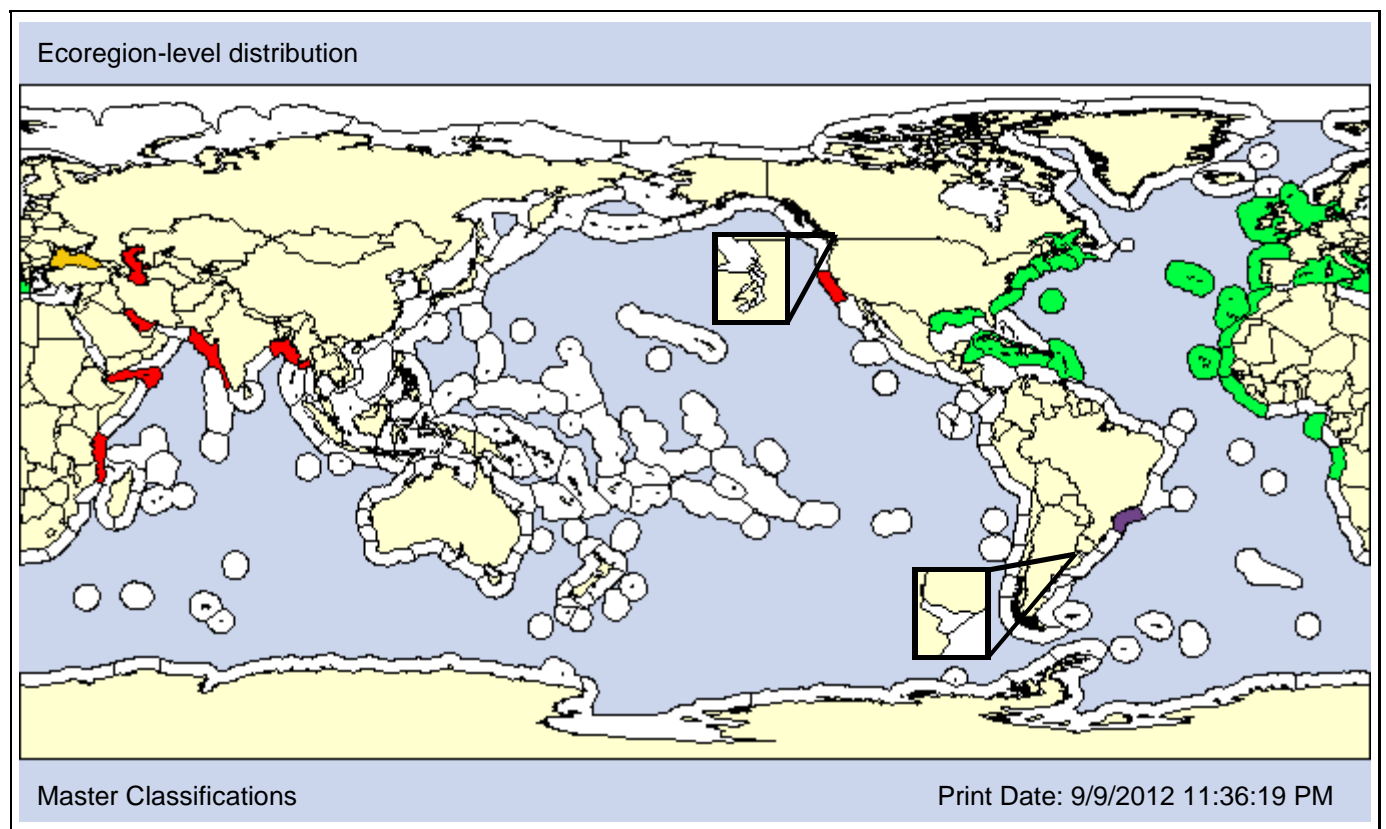 Ecoregion-level distribution
Master Classifications
Print Date: 9/9/2012 11:36:19 PM